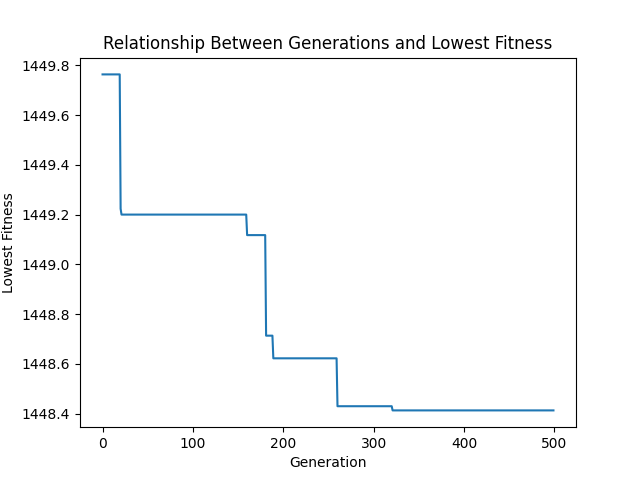 Relationship Between Generations and Lowest Fitness
1449.8
1449.6
1449.4
1449.2
1449.0
1448.8
1448.6
1448.4
Lowest Fitness
0 100 200 300 400 500
Generation